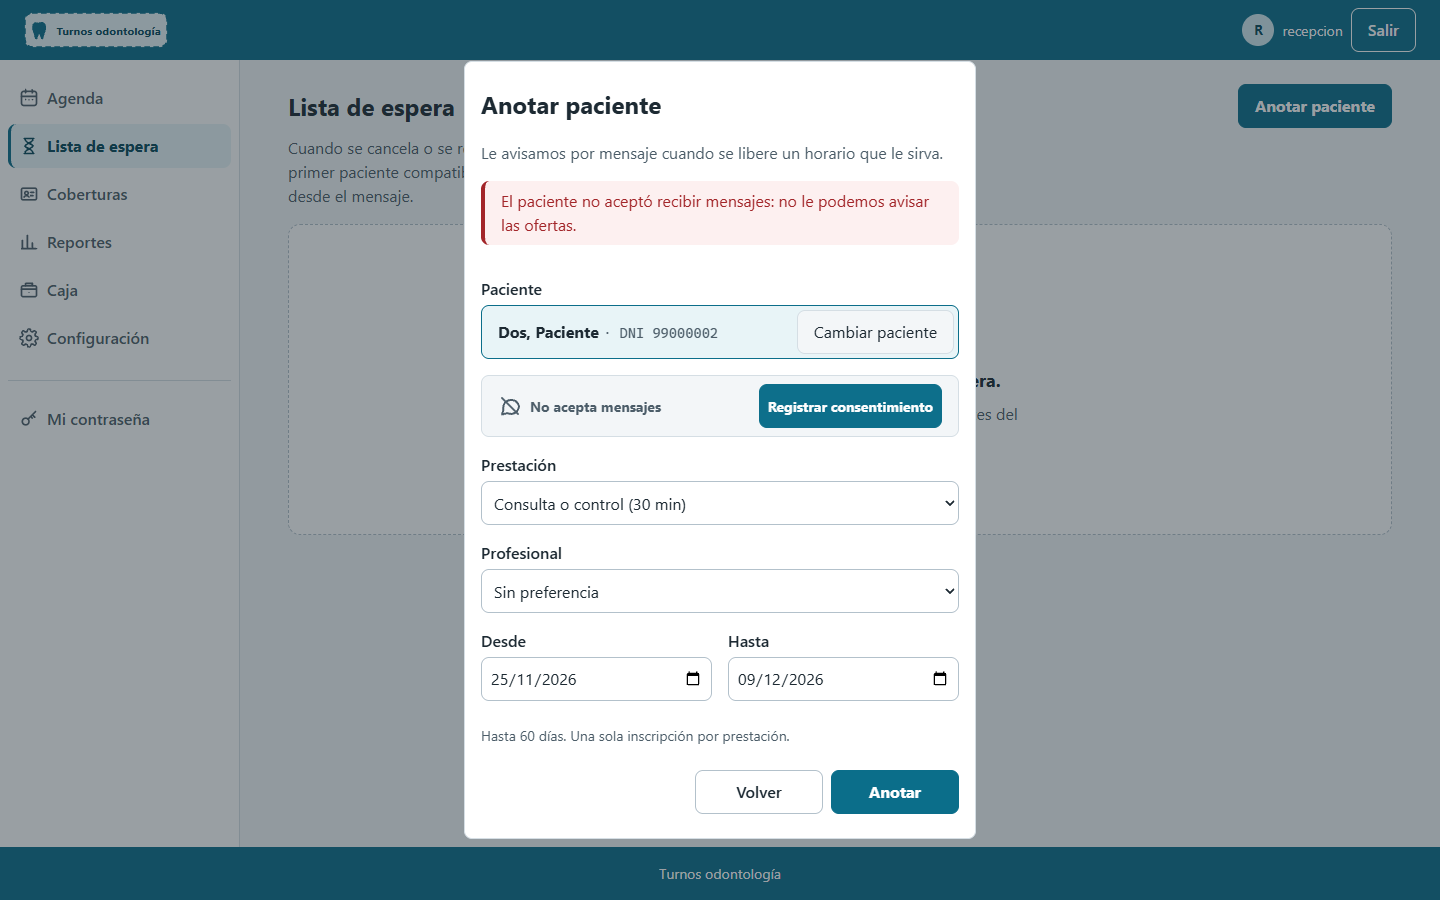 Turnos odontología
R
recepcion
Salir
Agenda
Lista de espera
Coberturas
Reportes
Caja
Configuración
Mi contraseña
Lista de espera
Anotar paciente
Cuando se cancela o se
primer paciente
desde el mensaje.
es del
Anotar paciente
Le avisamos por mensaje cuando se libere un horario que le sirva.
El paciente no aceptó recibir mensajes: no le podemos avisar
las ofertas.
Paciente
Dos, Paciente · DNI 99000002
Cambiar paciente
No acepta mensajes
Registrar consentimiento
Prestación
Consulta o control (30 min)
Profesional
Sin preferencia
Desde
Hasta
25/11/2026
09/12/2026
Hasta 60 días. Una sola inscripción por prestación.
Volver
Anotar
Turnos odontología